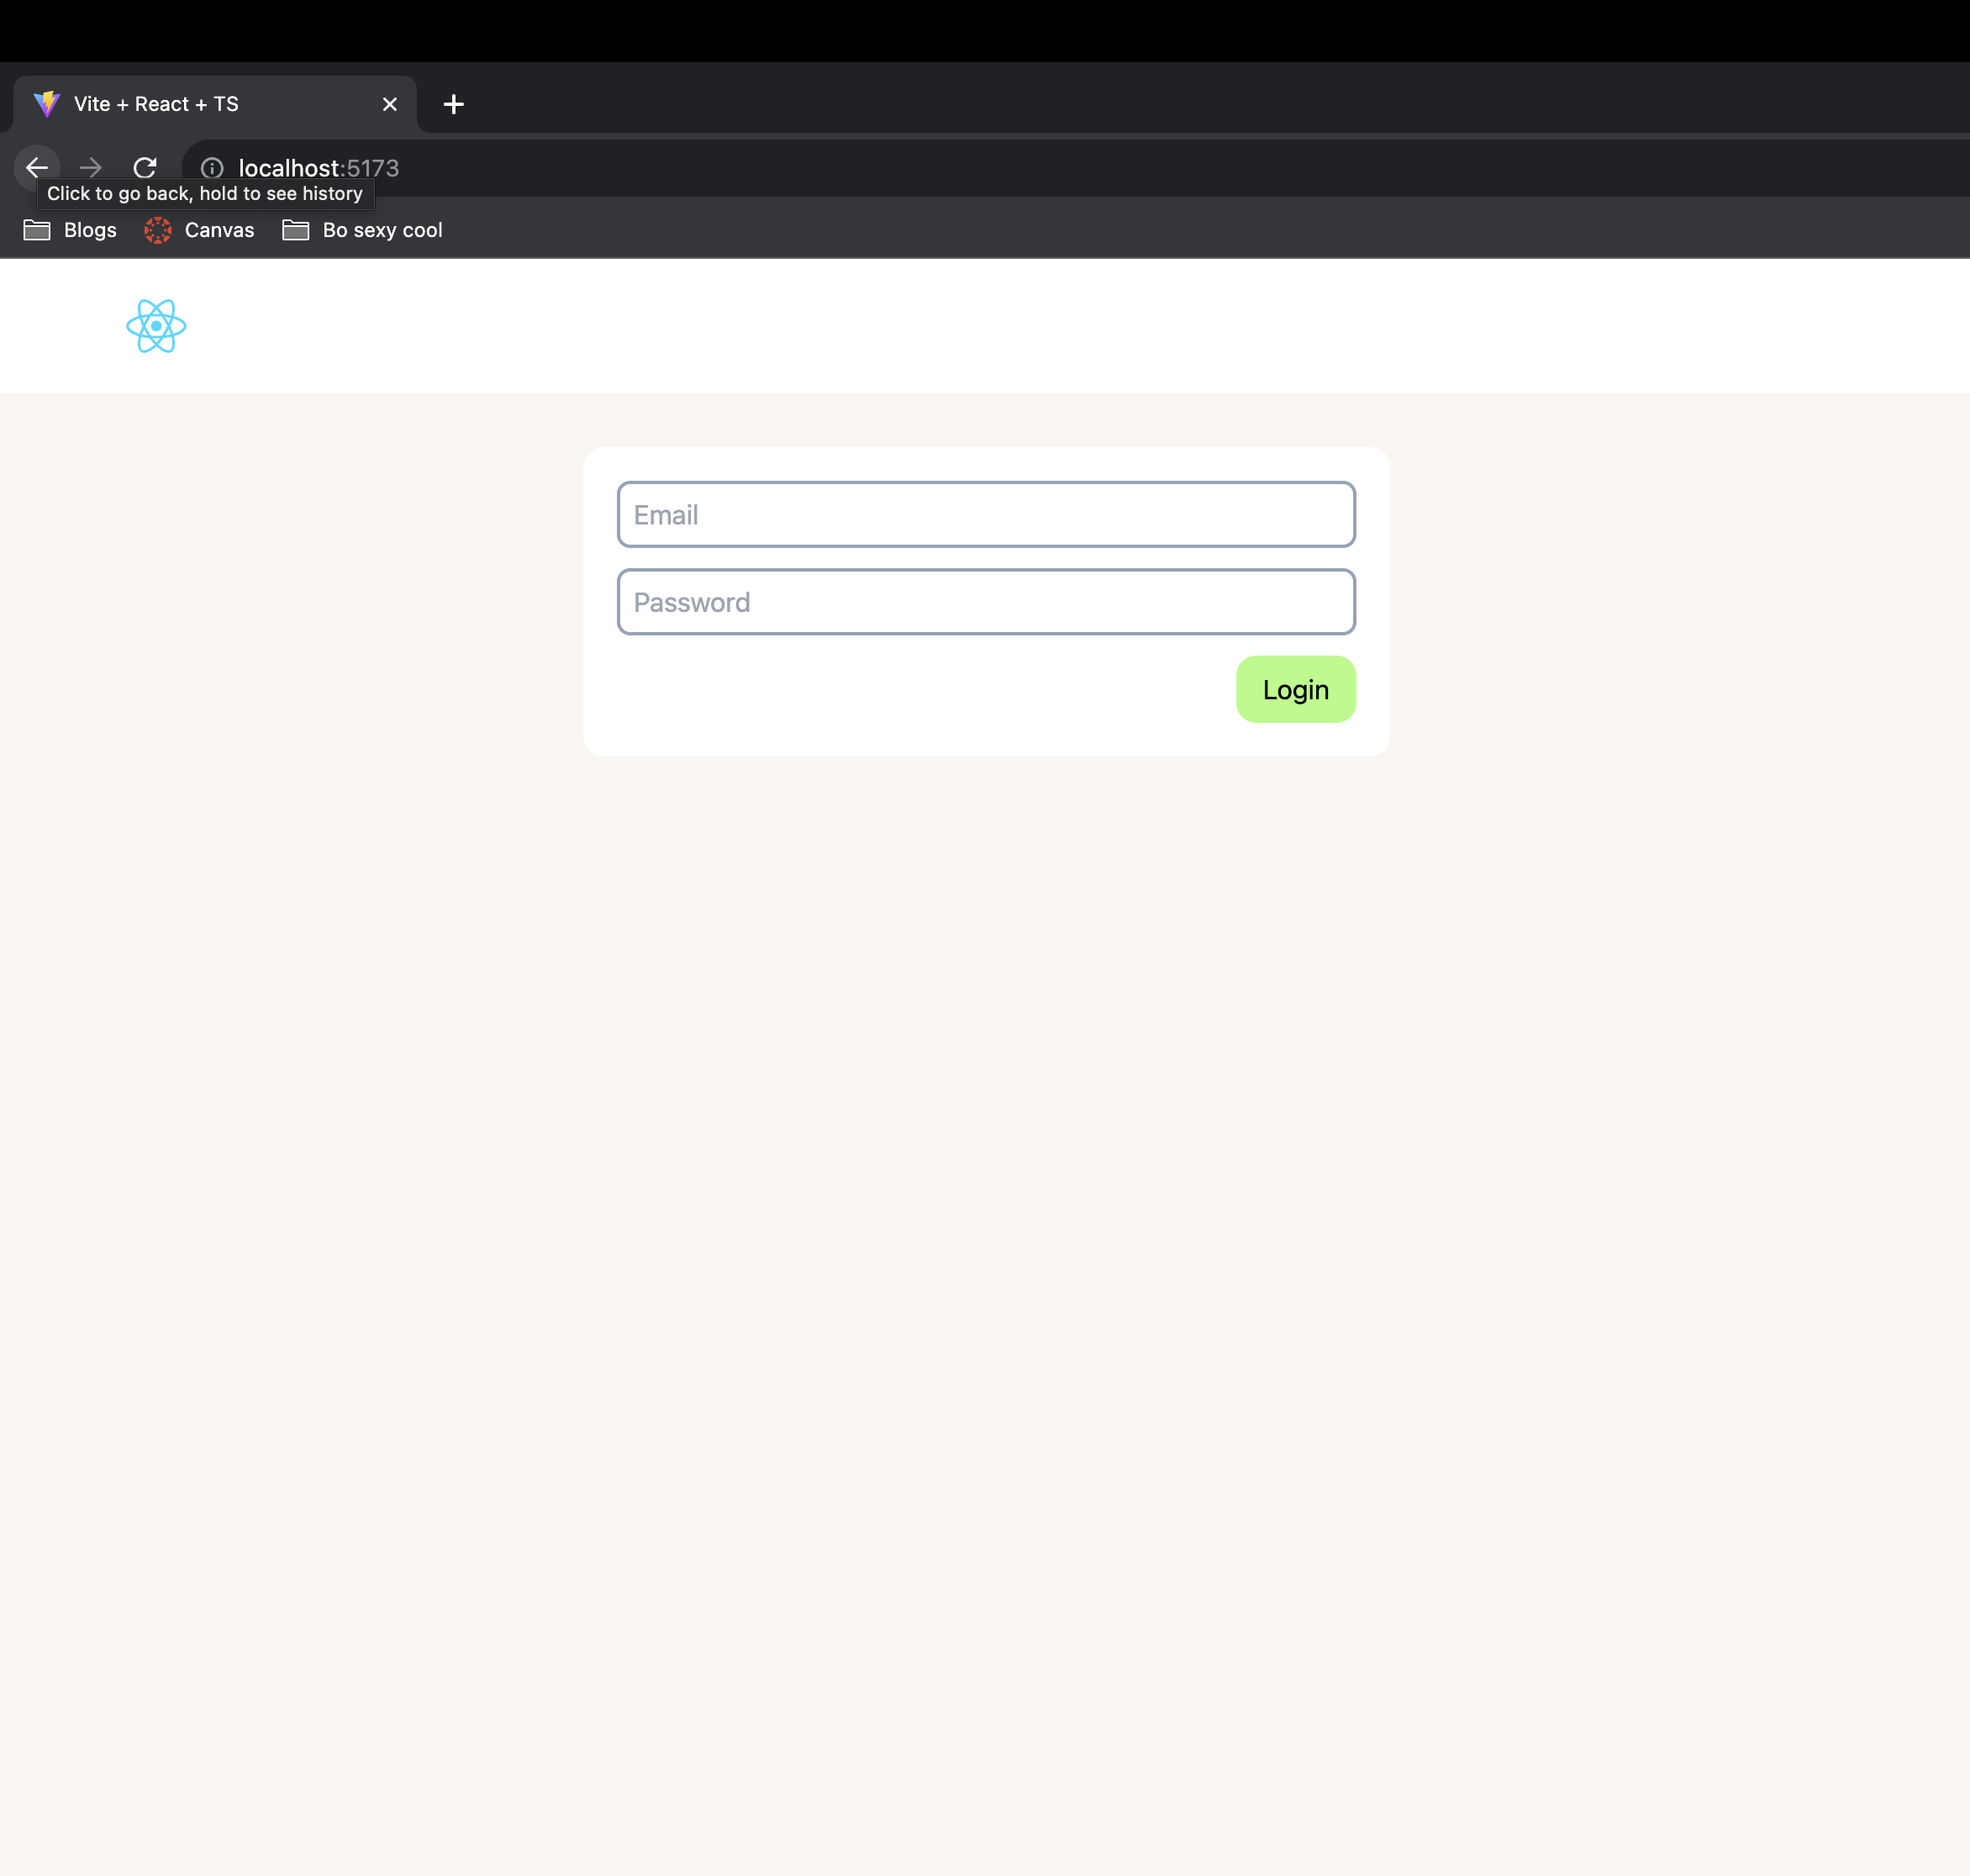 Vite + React + TS
localhost:5173
Click to go back, hold to see history
Blogs Canvas Bo sexy cool
Email
Password
Login